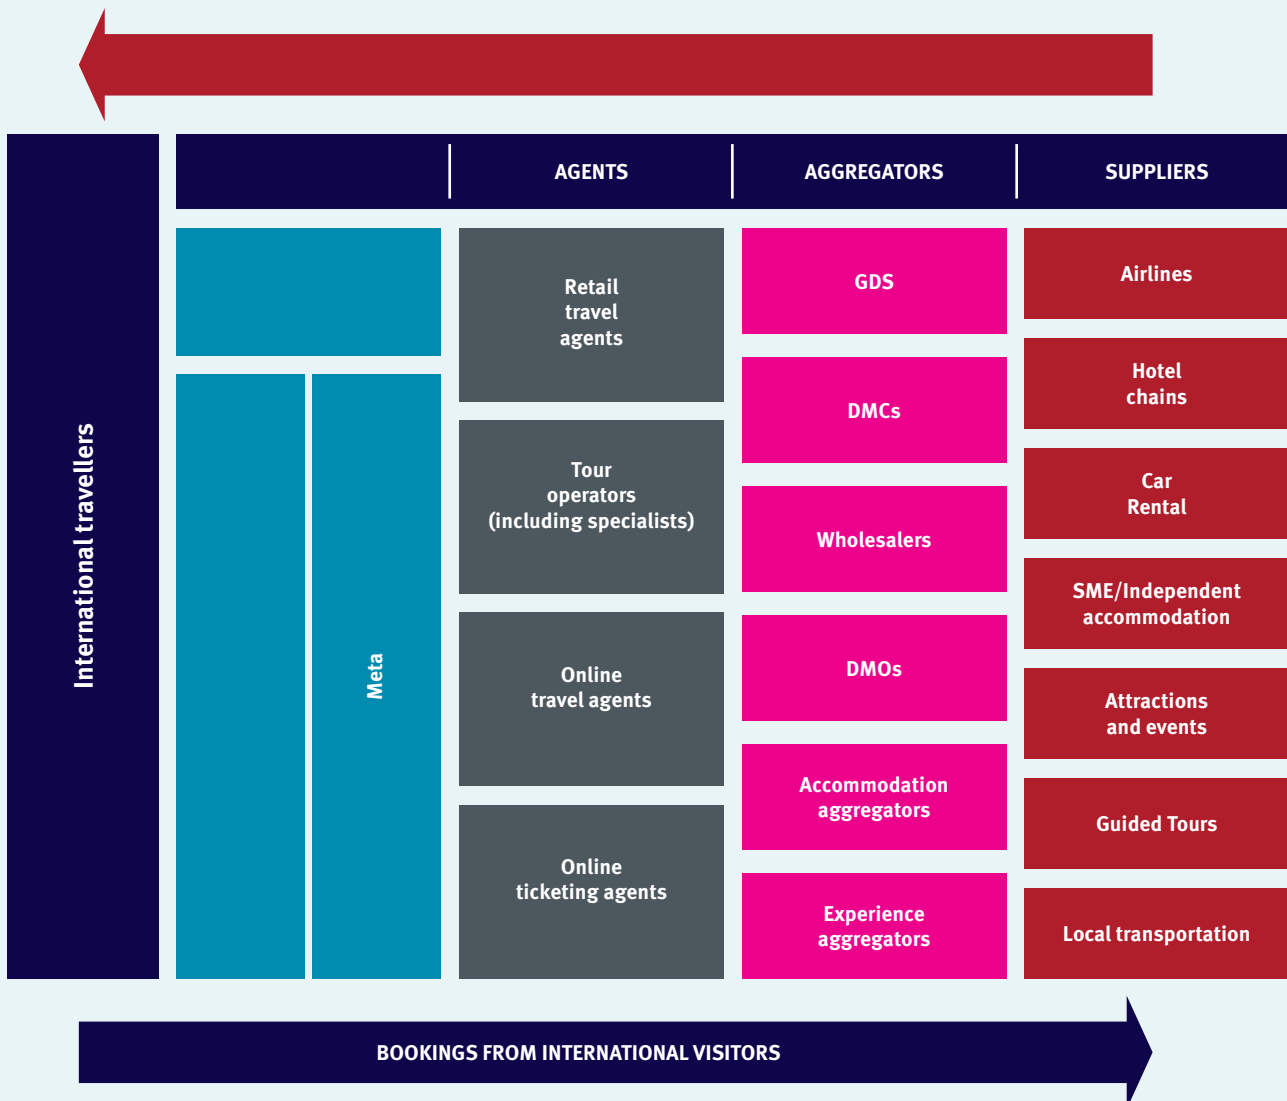 International travellers
AGENTS
AGGREGATORS
SUPPLIERS
Meta
Retail
travel
agents
Tour
operators
(including specialists)
Online
travel agents
Online
ticketing agents
GDS
DMCs
Wholesalers
DMOs
Accommodation
aggregators
Experience
aggregators
Airlines
Hotel
chains
Car
Rental
SME/Independent
accommodation
Attractions
and events
Guided Tours
Local transportation
BOOKINGS FROM INTERNATIONAL VISITORS